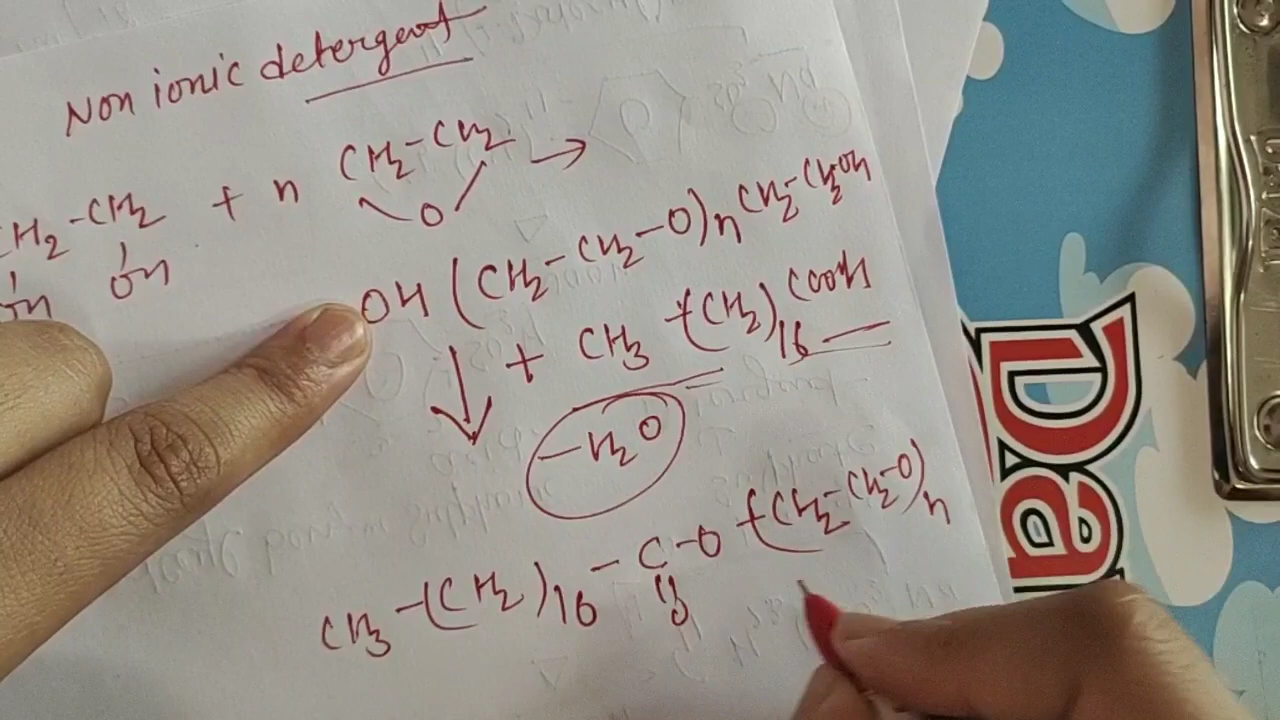 Non ionic detergent
CH2-CH2 + n CH2-CH2 →
OH OH O
OH (CH2-CH2-O)n CH2-CH2OH
↓ + CH3 -(CH2)16 COOH
-H2O
CH3-(CH2)16-C-O-(CH2-CH2-O)n
O
Da